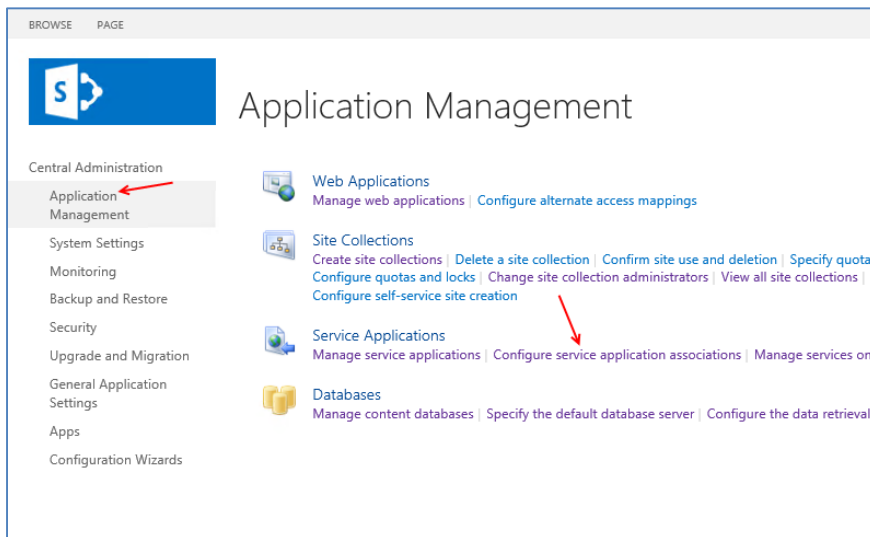 BROWSE PAGE
S
Application Management
Central Administration
Application
Management
System Settings
Monitoring
Backup and Restore
Security
Upgrade and Migration
General Application
Settings
Apps
Configuration Wizards
Web Applications
Manage web applications | Configure alternate access mappings
Site Collections
Create site collections | Delete a site collection | Confirm site use and deletion | Specify quota
Configure quotas and locks | Change site collection administrators | View all site collections |
Configure self-service site creation
Service Applications
Manage service applications | Configure service application associations | Manage services on
Databases
Manage content databases | Specify the default database server | Configure the data retrieval